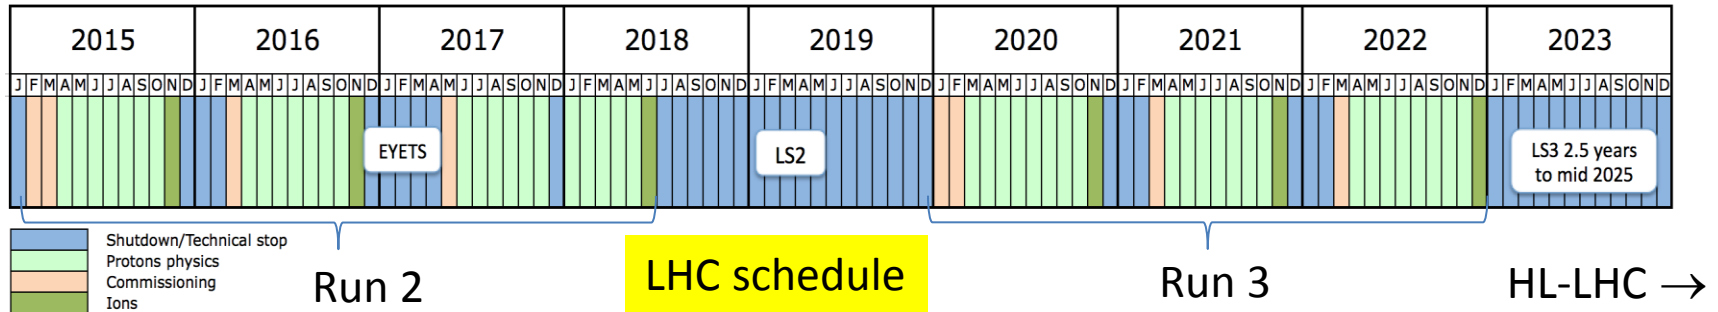 2015 2016 2017 2018 2019 2020 2021 2022 2023
J F M A M J J A S O N D J F M A M J J A S O N D J F M A M J J A S O N D J F M A M J J A S O N D J F M A M J J A S O N D J F M A M J J A S O N D J F M A M J J A S O N D J F M A M J J A S O N D J F M A M J J A S O N D
EYETS
LS2
LS3 2.5 years
to mid 2025
Shutdown/Technical stop
Protons physics
Commissioning
Ions
Run 2
LHC schedule
Run 3
HL-LHC →